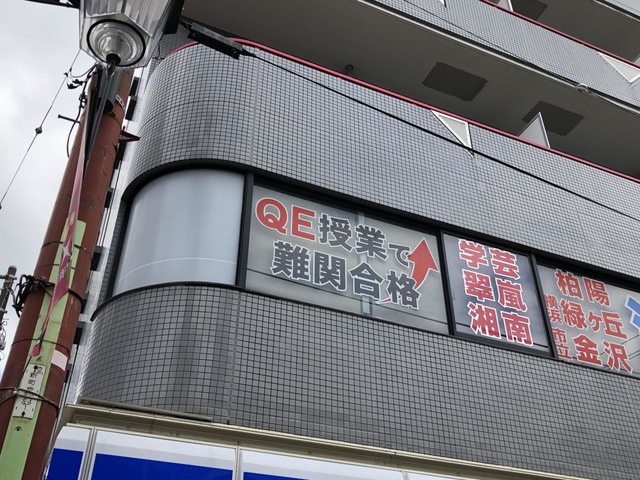 QE授業で
難関合格
学芸
翠嵐
湘南
柏陽
横浜緑ヶ丘
市立金沢